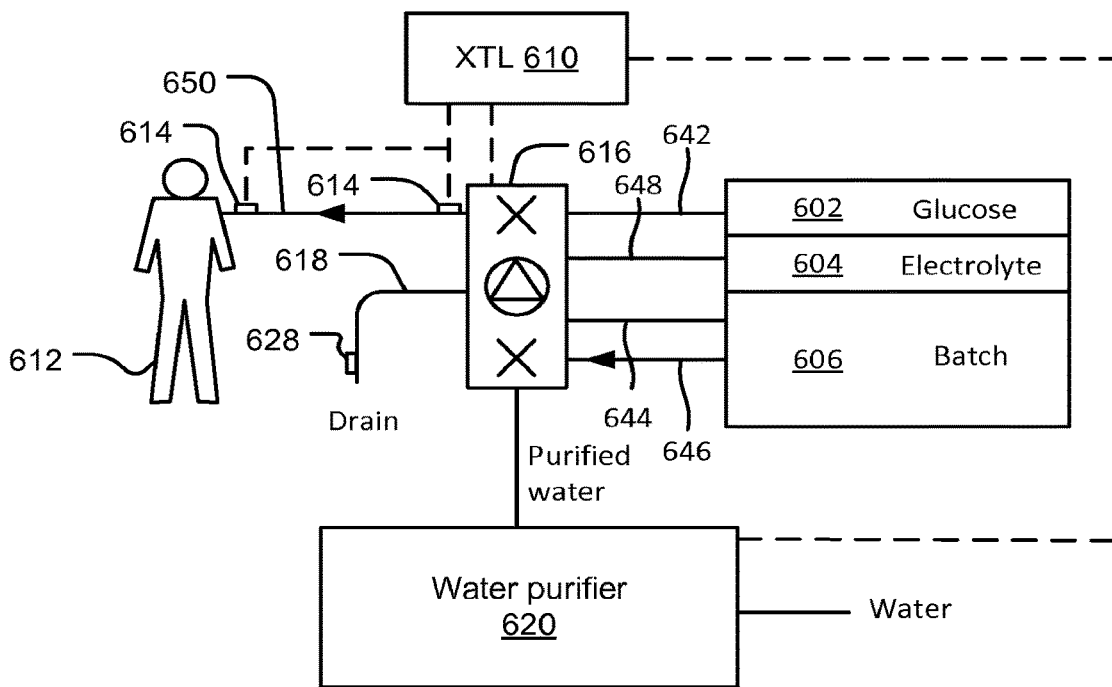 XTL 610
650
614
616
642
614
648
602 Glucose
618
604 Electrolyte
628
606 Batch
612
Drain
644
646
Purified
water
Water purifier
620
Water